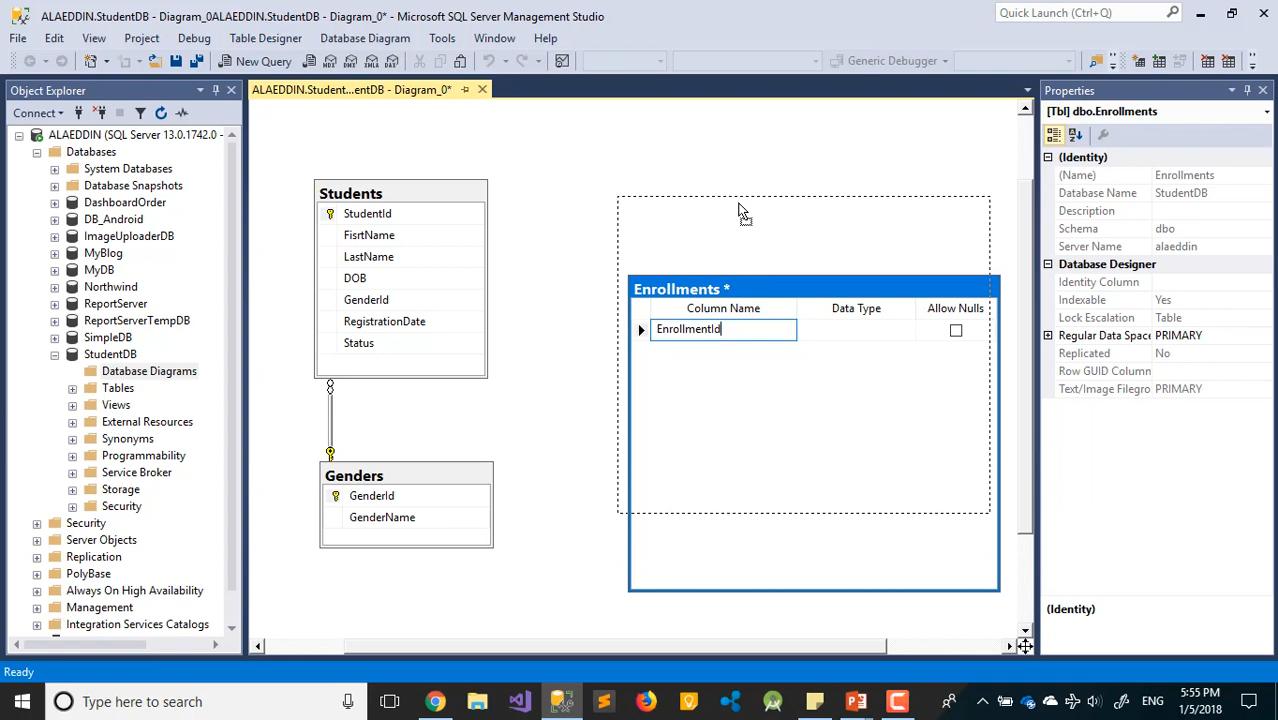 ALAEDDIN.StudentDB - Diagram_0ALAEDDIN.StudentDB - Diagram_0* - Microsoft SQL Server Management Studio
Quick Launch (Ctrl+Q)
File Edit View Project Debug Table Designer Database Diagram Tools Window Help
New Query
MDX DMX XMLA DAX
Generic Debugger
Object Explorer
ALAEDDIN.Student...entDB - Diagram_0*
Properties
Connect
ALAEDDIN (SQL Server 13.0.1742.0 -
Databases
System Databases
Database Snapshots
DashboardOrder
DB_Android
ImageUploaderDB
MyBlog
MyDB
Northwind
ReportServer
ReportServerTempDB
SimpleDB
StudentDB
Database Diagrams
Tables
Views
External Resources
Synonyms
Programmability
Service Broker
Storage
Security
Security
Server Objects
Replication
PolyBase
Always On High Availability
Management
Integration Services Catalogs
Students
StudentId
FisrtName
LastName
DOB
GenderId
RegistrationDate
Status
Genders
GenderId
GenderName
Enrollments *
Column Name Data Type Allow Nulls
EnrollmentId
[Tbl] dbo.Enrollments
(Identity)
(Name) Enrollments
Database Name StudentDB
Description
Schema dbo
Server Name alaeddin
Database Designer
Identity Column
Indexable Yes
Lock Escalation Table
Regular Data Space PRIMARY
Replicated No
Row GUID Column
Text/Image Filegro PRIMARY
(Identity)
Ready
Type here to search
ENG
5:55 PM
1/5/2018